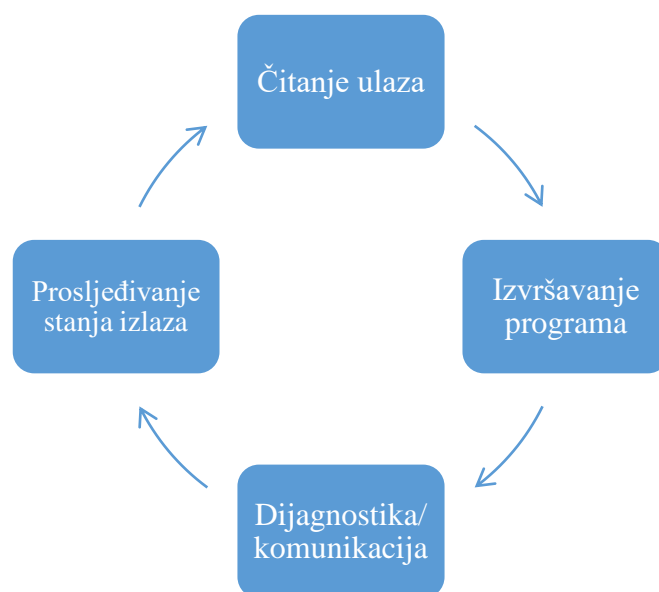 Čitanje ulaza
Izvršavanje
programa
Dijagnostika/
komunikacija
Prosljeđivanje
stanja izlaza